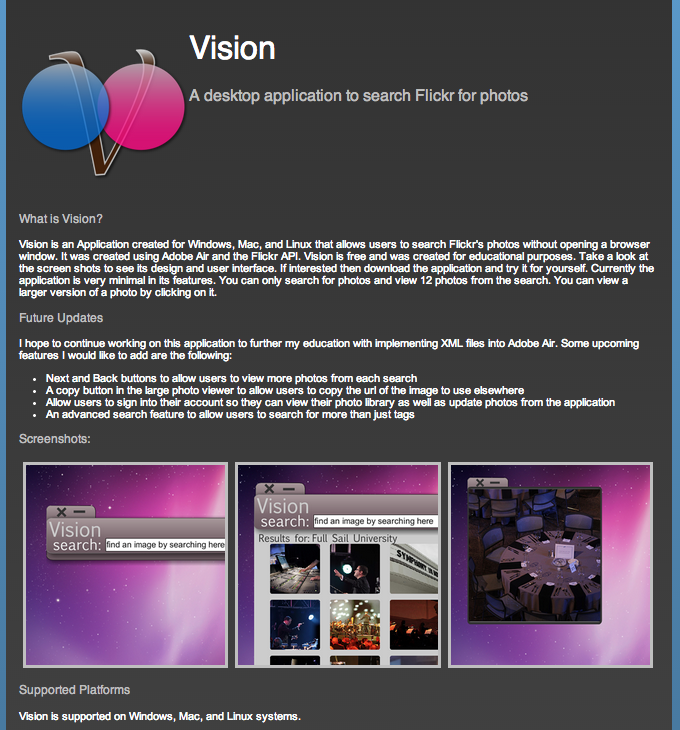 Vision
A desktop application to search Flickr for photos
What is Vision?
Vision is an Application created for Windows, Mac, and Linux that allows users to search Flickr's photos without opening a browser
window. It was created using Adobe Air and the Flickr API. Vision is free and was created for educational purposes. Take a look at
the screen shots to see its design and user interface. If interested then download the application and try it for yourself. Currently the
application is very minimal in its features. You can only search for photos and view 12 photos from the search. You can view a
larger version of a photo by clicking on it.
Future Updates
I hope to continue working on this application to further my education with implementing XML files into Adobe Air. Some upcoming
features I would like to add are the following:
Next and Back buttons to allow users to view more photos from each search
A copy button in the large photo viewer to allow users to copy the url of the image to use elsewhere
Allow users to sign into their account so they can view their photo library as well as update photos from the application
An advanced search feature to allow users to search for more than just tags
Screenshots:
Vision
search: find an image by searching here
Vision
search: find an image by searching here
Results for: Full Sail University
SYMPHONY
Supported Platforms
Vision is supported on Windows, Mac, and Linux systems.